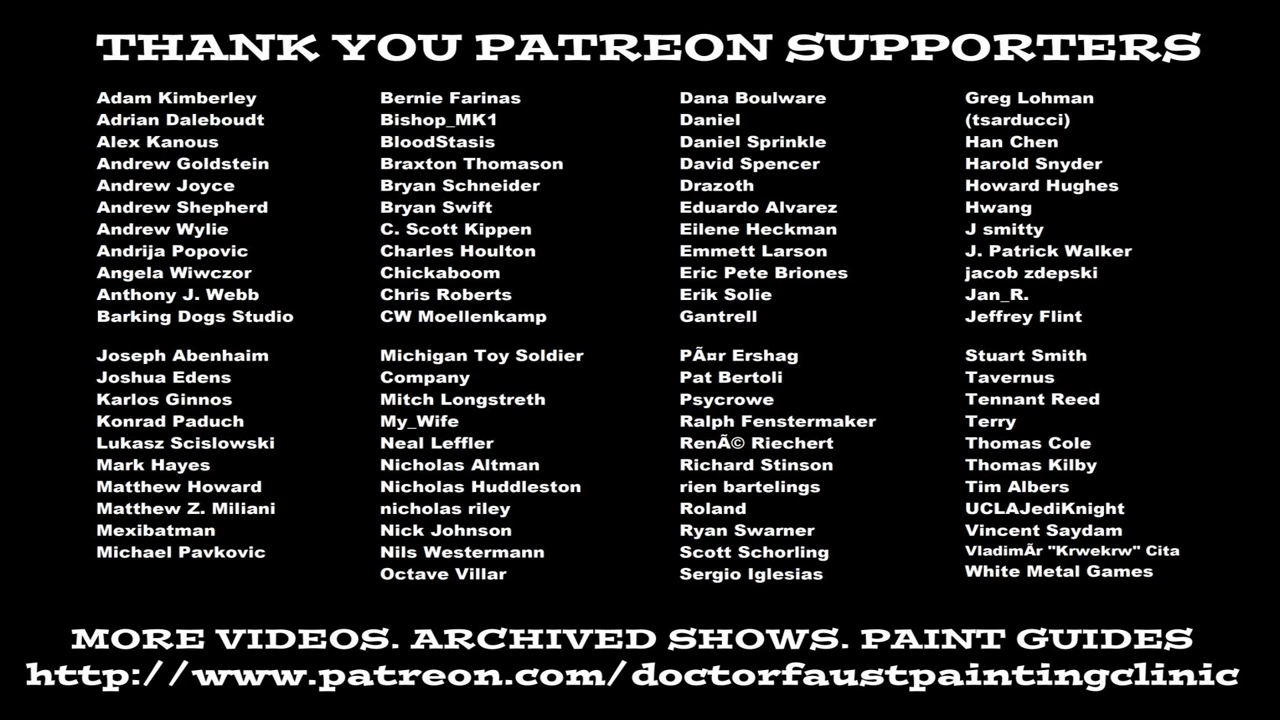 THANK YOU PATREON SUPPORTERS
Adam Kimberley
Adrian Daleboudt
Alex Kanous
Andrew Goldstein
Andrew Joyce
Andrew Shepherd
Andrew Wylie
Andrija Popovic
Angela Wiwczor
Anthony J. Webb
Barking Dogs Studio
Bernie Farinas
Bishop_MK1
BloodStasis
Braxton Thomason
Bryan Schneider
Bryan Swift
C. Scott Kippen
Charles Houlton
Chickaboom
Chris Roberts
CW Moellenkamp
Dana Boulware
Daniel
Daniel Sprinkle
David Spencer
Drazoth
Eduardo Alvarez
Eilene Heckman
Emmett Larson
Eric Pete Briones
Erik Solie
Gantrell
Greg Lohman
(tsarducci)
Han Chen
Harold Snyder
Howard Hughes
Hwang
J smitty
J. Patrick Walker
jacob zdepski
Jan_R.
Jeffrey Flint
Joseph Abenhaim
Joshua Edens
Karlos Ginnos
Konrad Paduch
Lukasz Scislowski
Mark Hayes
Matthew Howard
Matthew Z. Miliani
Mexibatman
Michael Pavkovic
Michigan Toy Soldier
Company
Mitch Longstreth
My_Wife
Neal Leffler
Nicholas Altman
Nicholas Huddleston
nicholas riley
Nick Johnson
Nils Westermann
Octave Villar
PÃ¤r Ershag
Pat Bertoli
Psycrowe
Ralph Fenstermaker
RenÃ© Riechert
Richard Stinson
rien bartelings
Roland
Ryan Swarner
Scott Schorling
Sergio Iglesias
Stuart Smith
Tavernus
Tennant Reed
Terry
Thomas Cole
Thomas Kilby
Tim Albers
UCLAJediKnight
Vincent Saydam
VladimÃr "Krwekrw" Cita
White Metal Games
MORE VIDEOS. ARCHIVED SHOWS. PAINT GUIDES
http://www.patreon.com/doctorfaustpaintingclinic